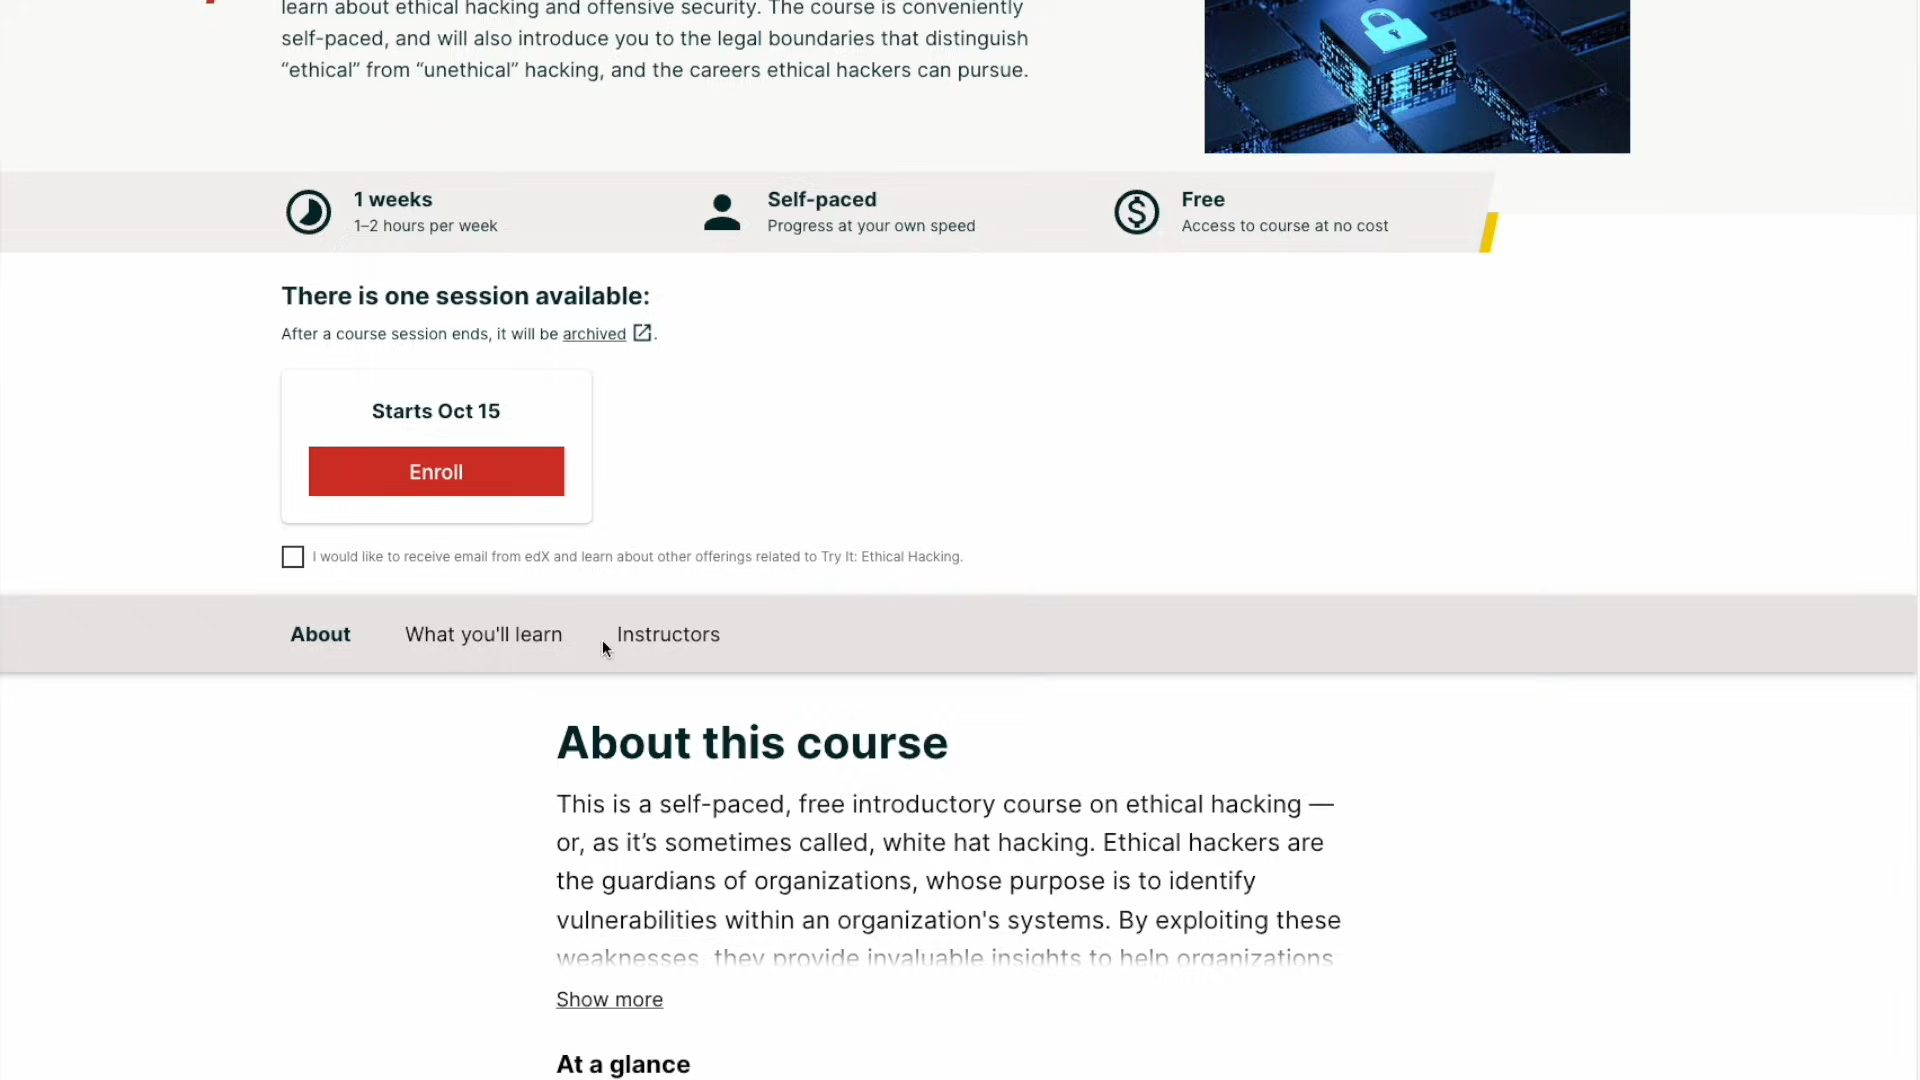 learn about ethical hacking and offensive security. The course is conveniently
self-paced, and will also introduce you to the legal boundaries that distinguish
“ethical” from “unethical” hacking, and the careers ethical hackers can pursue.
1 weeks
1–2 hours per week
Self-paced
Progress at your own speed
Free
Access to course at no cost
There is one session available:
After a course session ends, it will be archived.
Starts Oct 15
Enroll
I would like to receive email from edX and learn about other offerings related to Try It: Ethical Hacking.
About
What you'll learn
Instructors
About this course
This is a self-paced, free introductory course on ethical hacking —
or, as it’s sometimes called, white hat hacking. Ethical hackers are
the guardians of organizations, whose purpose is to identify
vulnerabilities within an organization's systems. By exploiting these
weaknesses, they provide invaluable insights to help organizations
Show more
At a glance